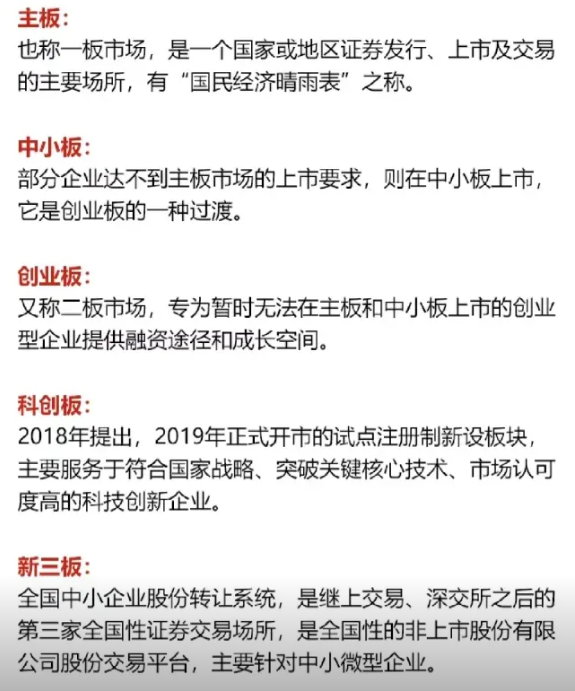 主板：
也称一板市场，是一个国家或地区证券发行、上市及交易
的主要场所，有“国民经济晴雨表”之称。
中小板：
部分企业达不到主板市场的上市要求，则在中小板上市，
它是创业板的一种过渡。
创业板：
又称二板市场，专为暂时无法在主板和中小板上市的创业
型企业提供融资途径和成长空间。
科创板：
2018年提出，2019年正式开市的试点注册制新设板块，
主要服务于符合国家战略、突破关键核心技术、市场认可
度高的科技创新企业。
新三板：
全国中小企业股份转让系统，是继上交易、深交所之后的
第三家全国性证券交易场所，是全国性的非上市股份有限
公司股份交易平台，主要针对中小微型企业。